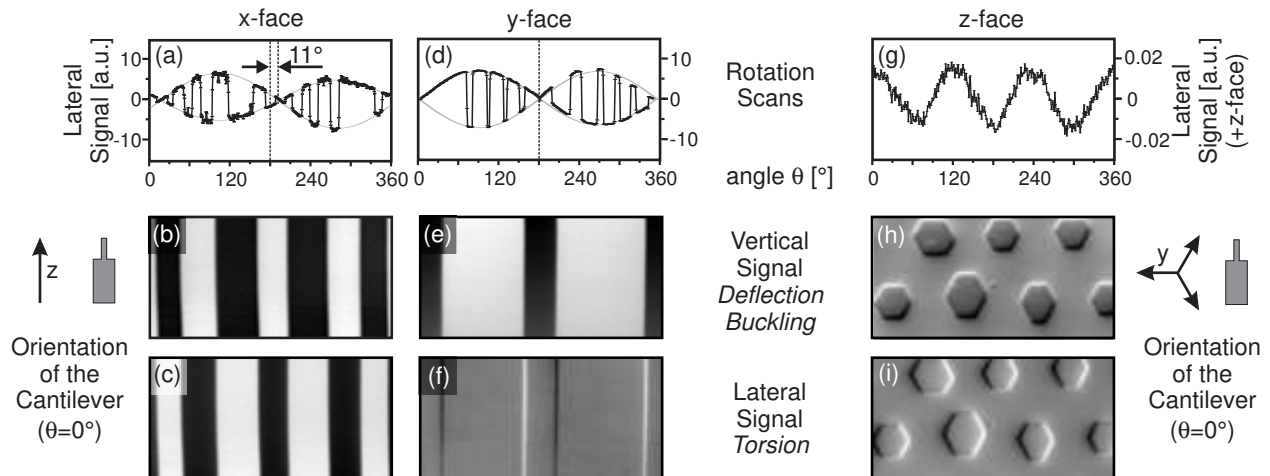 x-face
y-face
z-face
(a)
11°
(d)
(g)
Lateral
Signal [a.u.]
10
0
-10
10
0
-10
Rotation
Scans
0.02
0
-0.02
Lateral
Signal [a.u.]
(+z-face)
0 120 240 360
0 120 240 360
angle θ [°]
0 120 240 360
(b)
(e)
(h)
z
Vertical
Signal
Deflection
Buckling
y
Orientation
of the
Cantilever
(θ=0°)
(c)
(f)
(i)
Lateral
Signal
Torsion
Orientation
of the
Cantilever
(θ=0°)